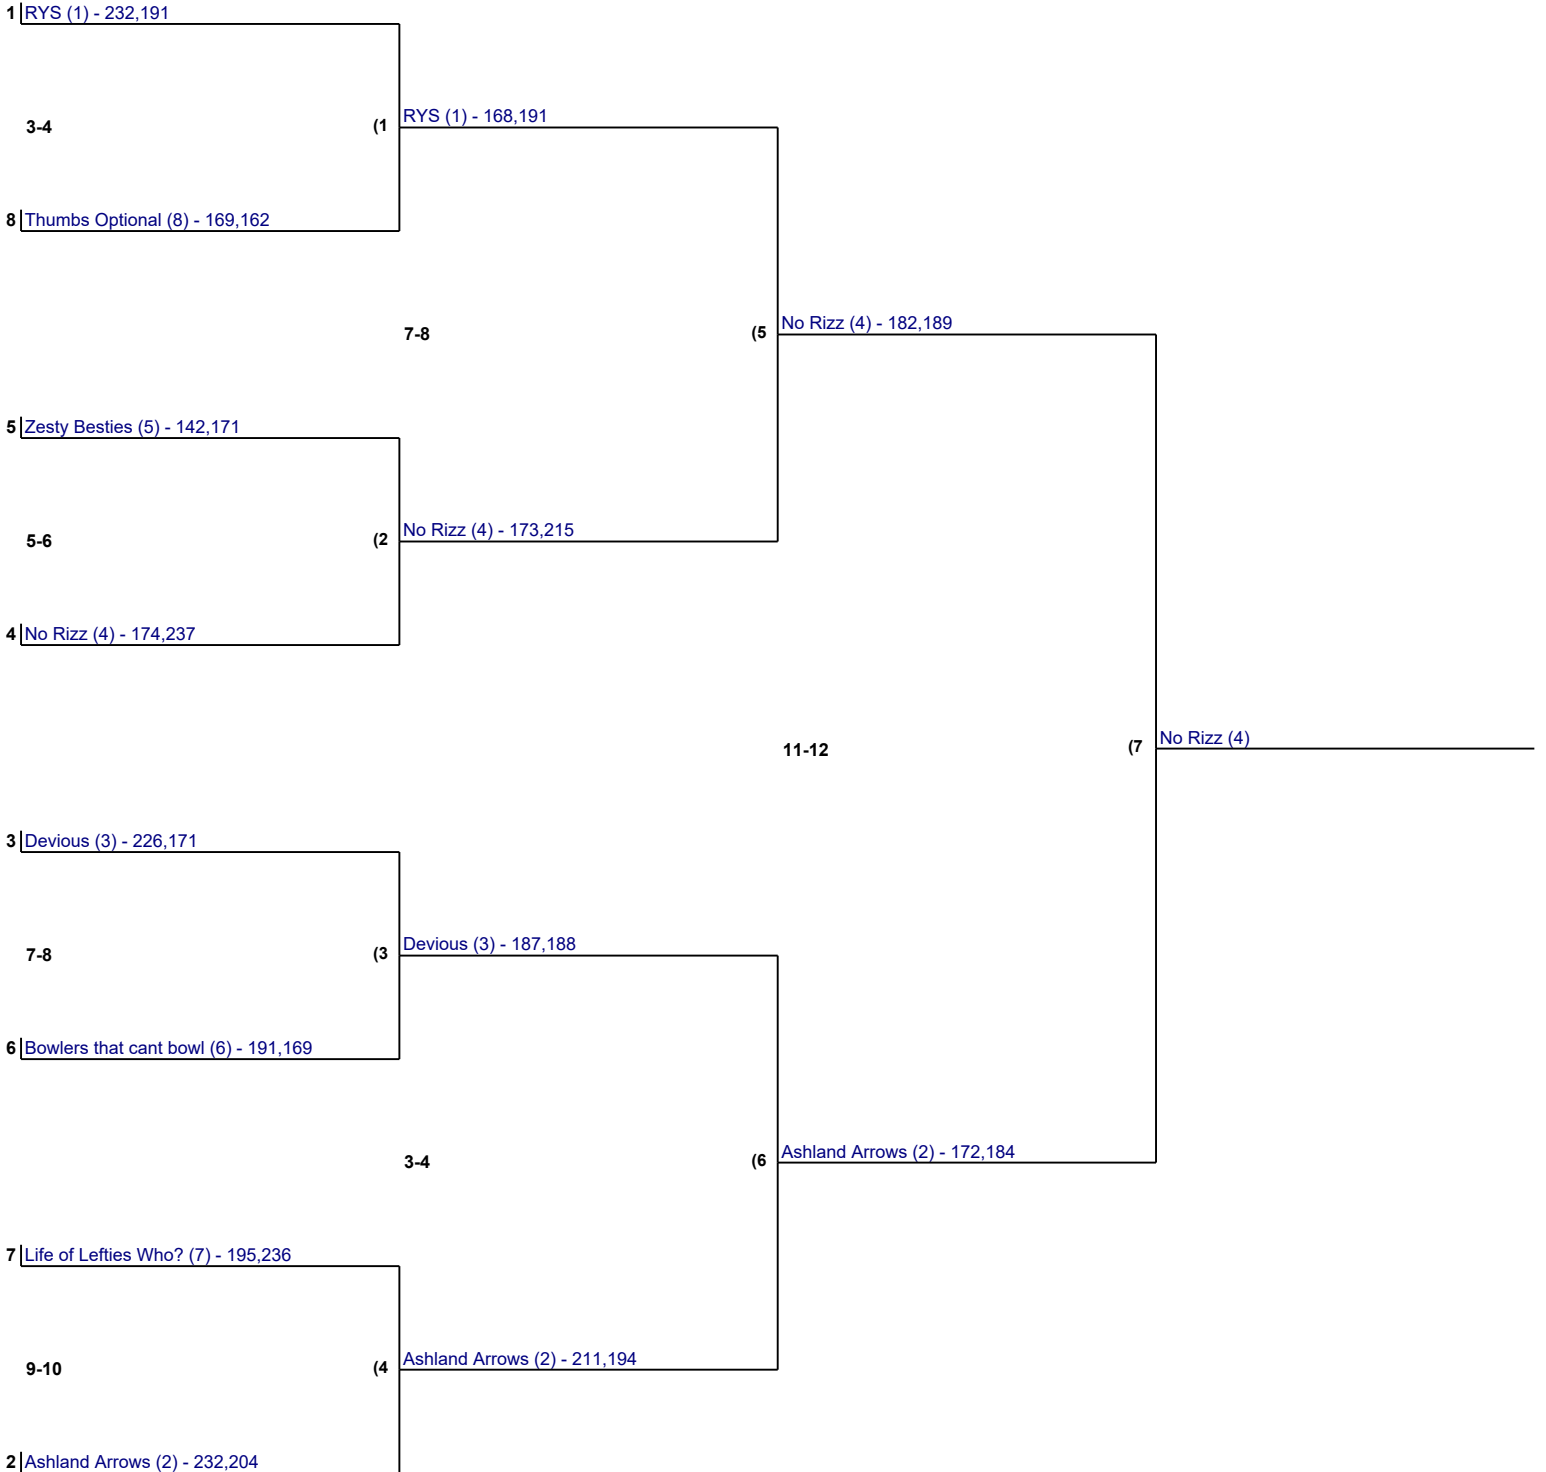 1 RYS (1) - 232,191
RYS (1) - 168,191
3-4 (1
8 Thumbs Optional (8) - 169,162
No Rizz (4) - 182,189
7-8 (5
5 Zesty Besties (5) - 142,171
No Rizz (4) - 173,215
5-6 (2
4 No Rizz (4) - 174,237
No Rizz (4)
11-12 (7
3 Devious (3) - 226,171
Devious (3) - 187,188
7-8 (3
6 Bowlers that cant bowl (6) - 191,169
Ashland Arrows (2) - 172,184
3-4 (6
7 Life of Lefties Who? (7) - 195,236
Ashland Arrows (2) - 211,194
9-10 (4
2 Ashland Arrows (2) - 232,204